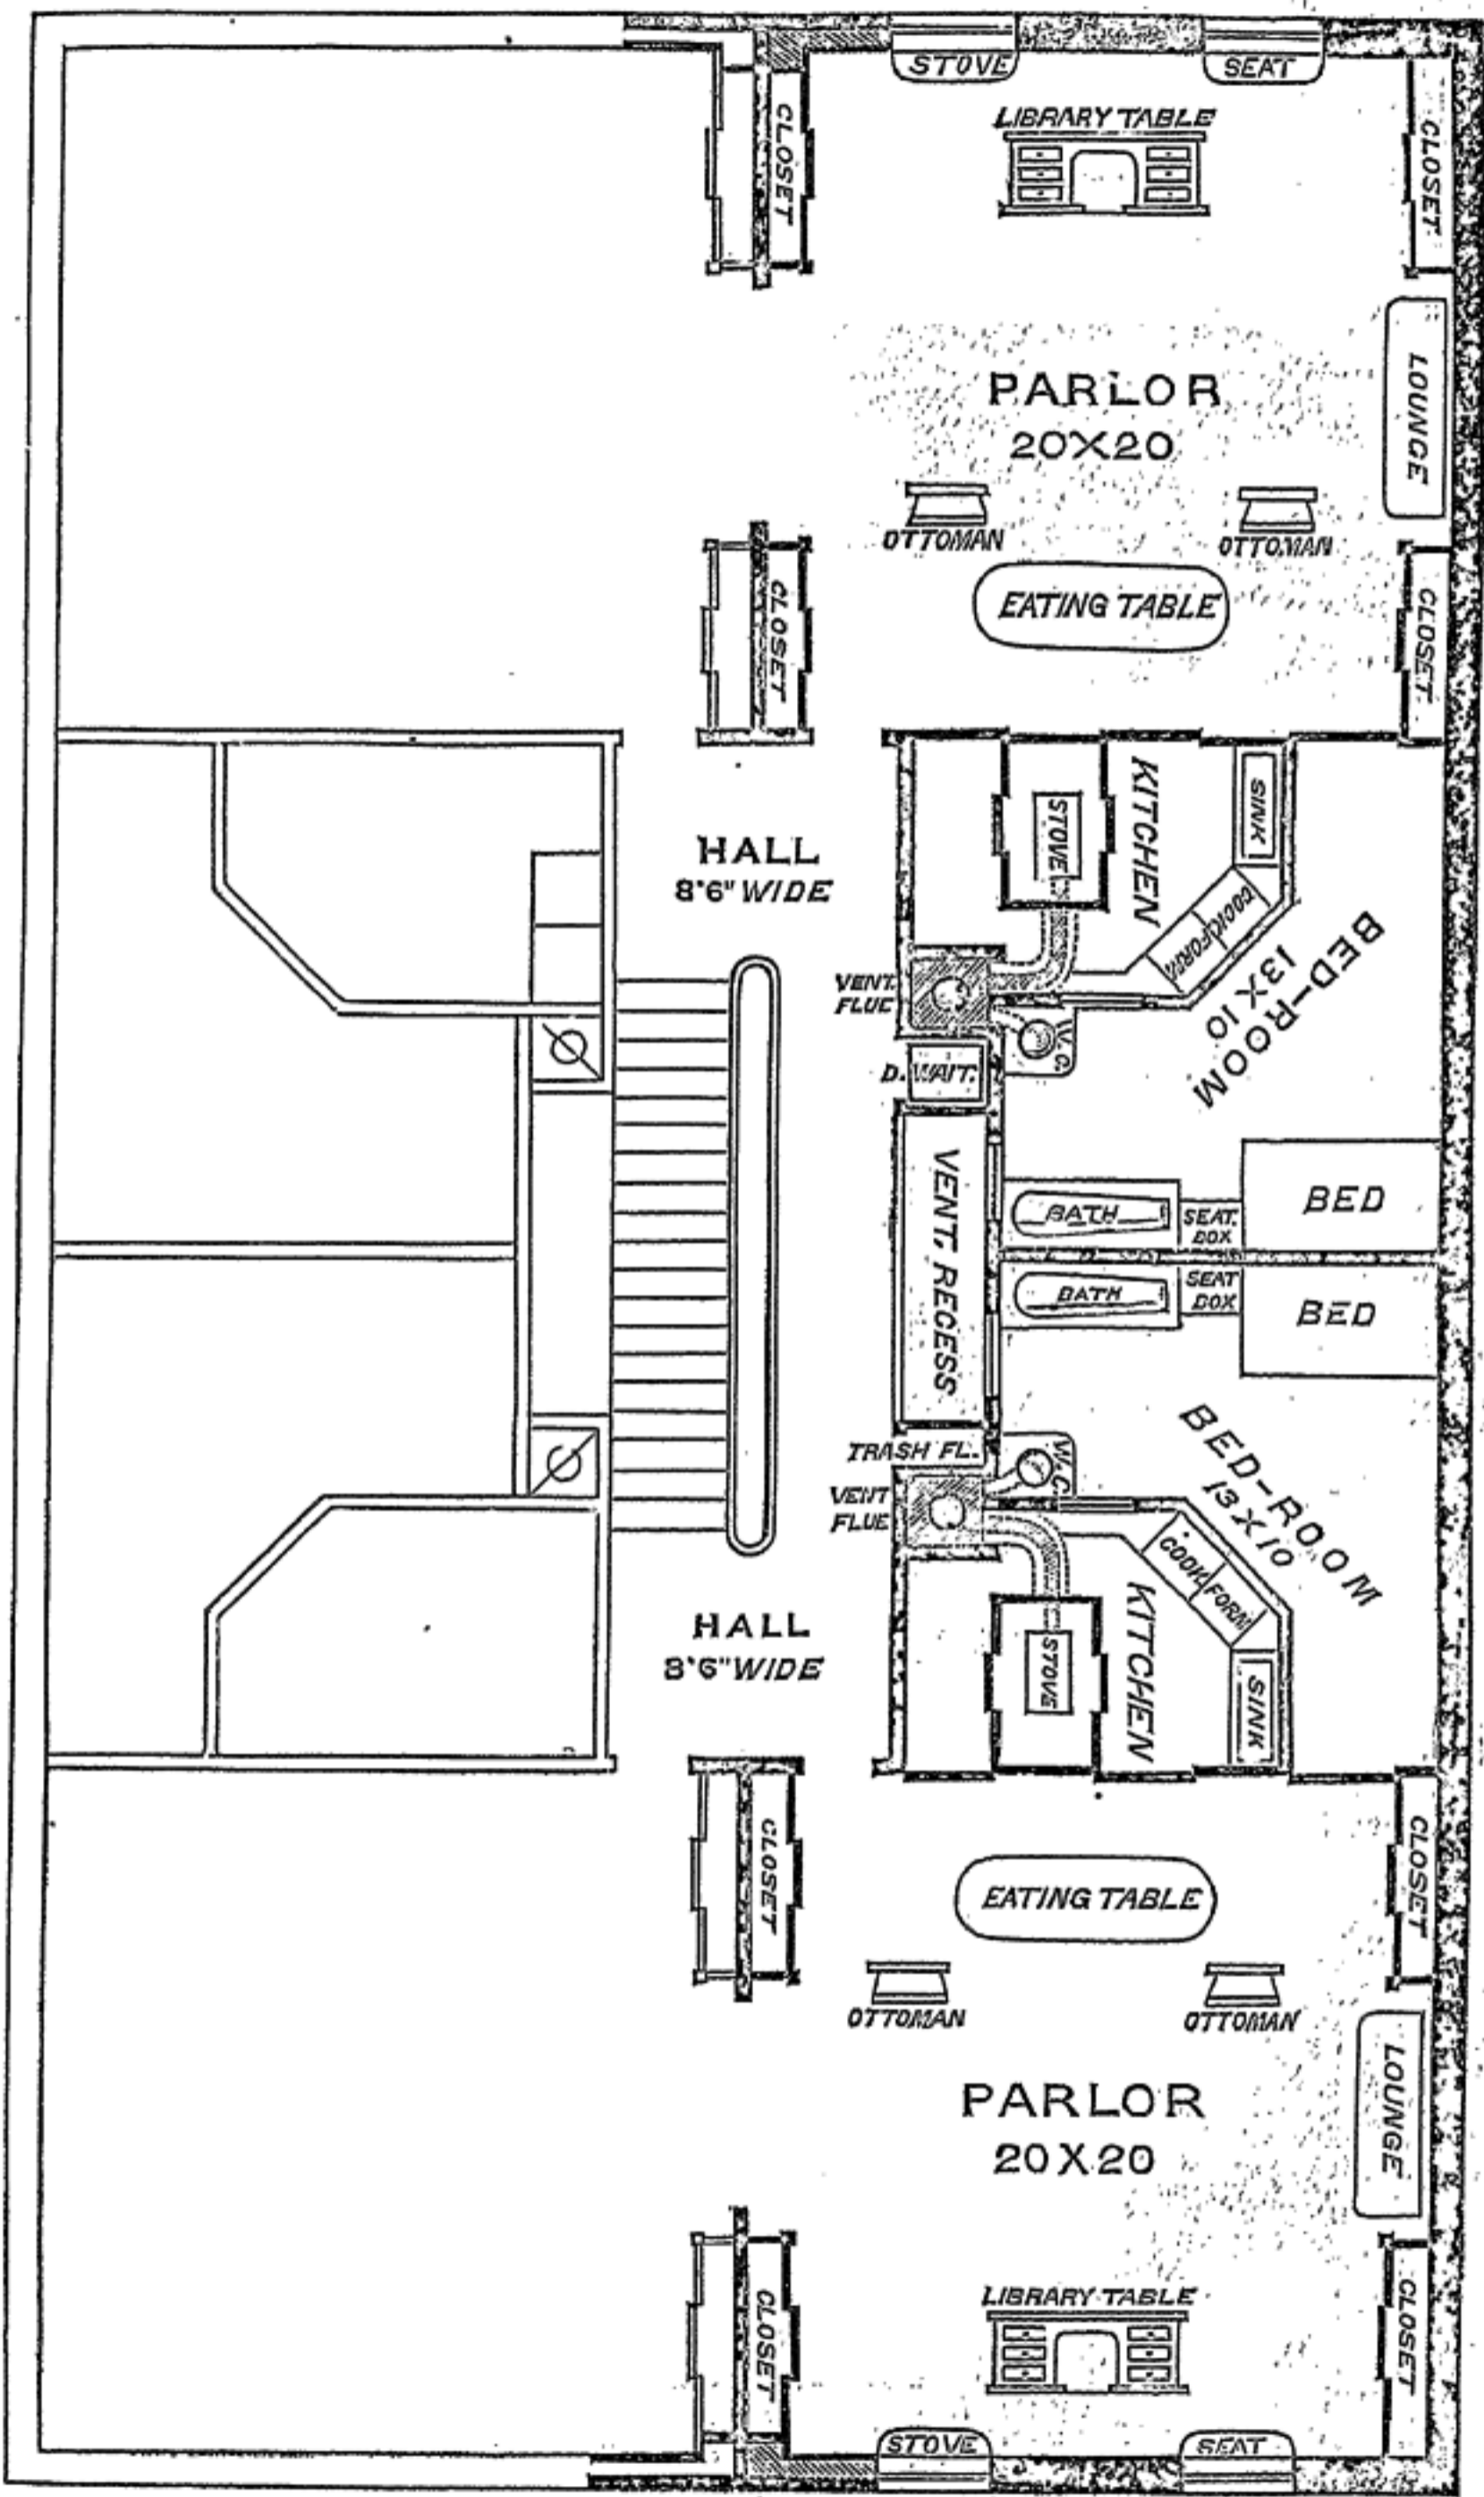 STOVE
SEAT
CLOSET
LIBRARY TABLE
CLOSET
PARLOR
20X20
LOUNGE
OTTOMAN
OTTOMAN
CLOSET
EATING TABLE
CLOSET
HALL
8'6" WIDE
STOVE
KITCHEN
SINK
COOK FORM
BED-ROOM
13X10
VENT.
FLUE
W.C.
D. WAIT.
VENT. RECESS
BATH
SEAT.
BOX
BED
BATH
SEAT
BOX
BED
TRASH FL.
W.C.
VENT
FLUE
BED-ROOM
13X10
COOK FORM
KITCHEN
STOVE
SINK
HALL
8'6" WIDE
CLOSET
EATING TABLE
CLOSET
OTTOMAN
OTTOMAN
PARLOR
20X20
LOUNGE
LIBRARY TABLE
CLOSET
CLOSET
STOVE
SEAT